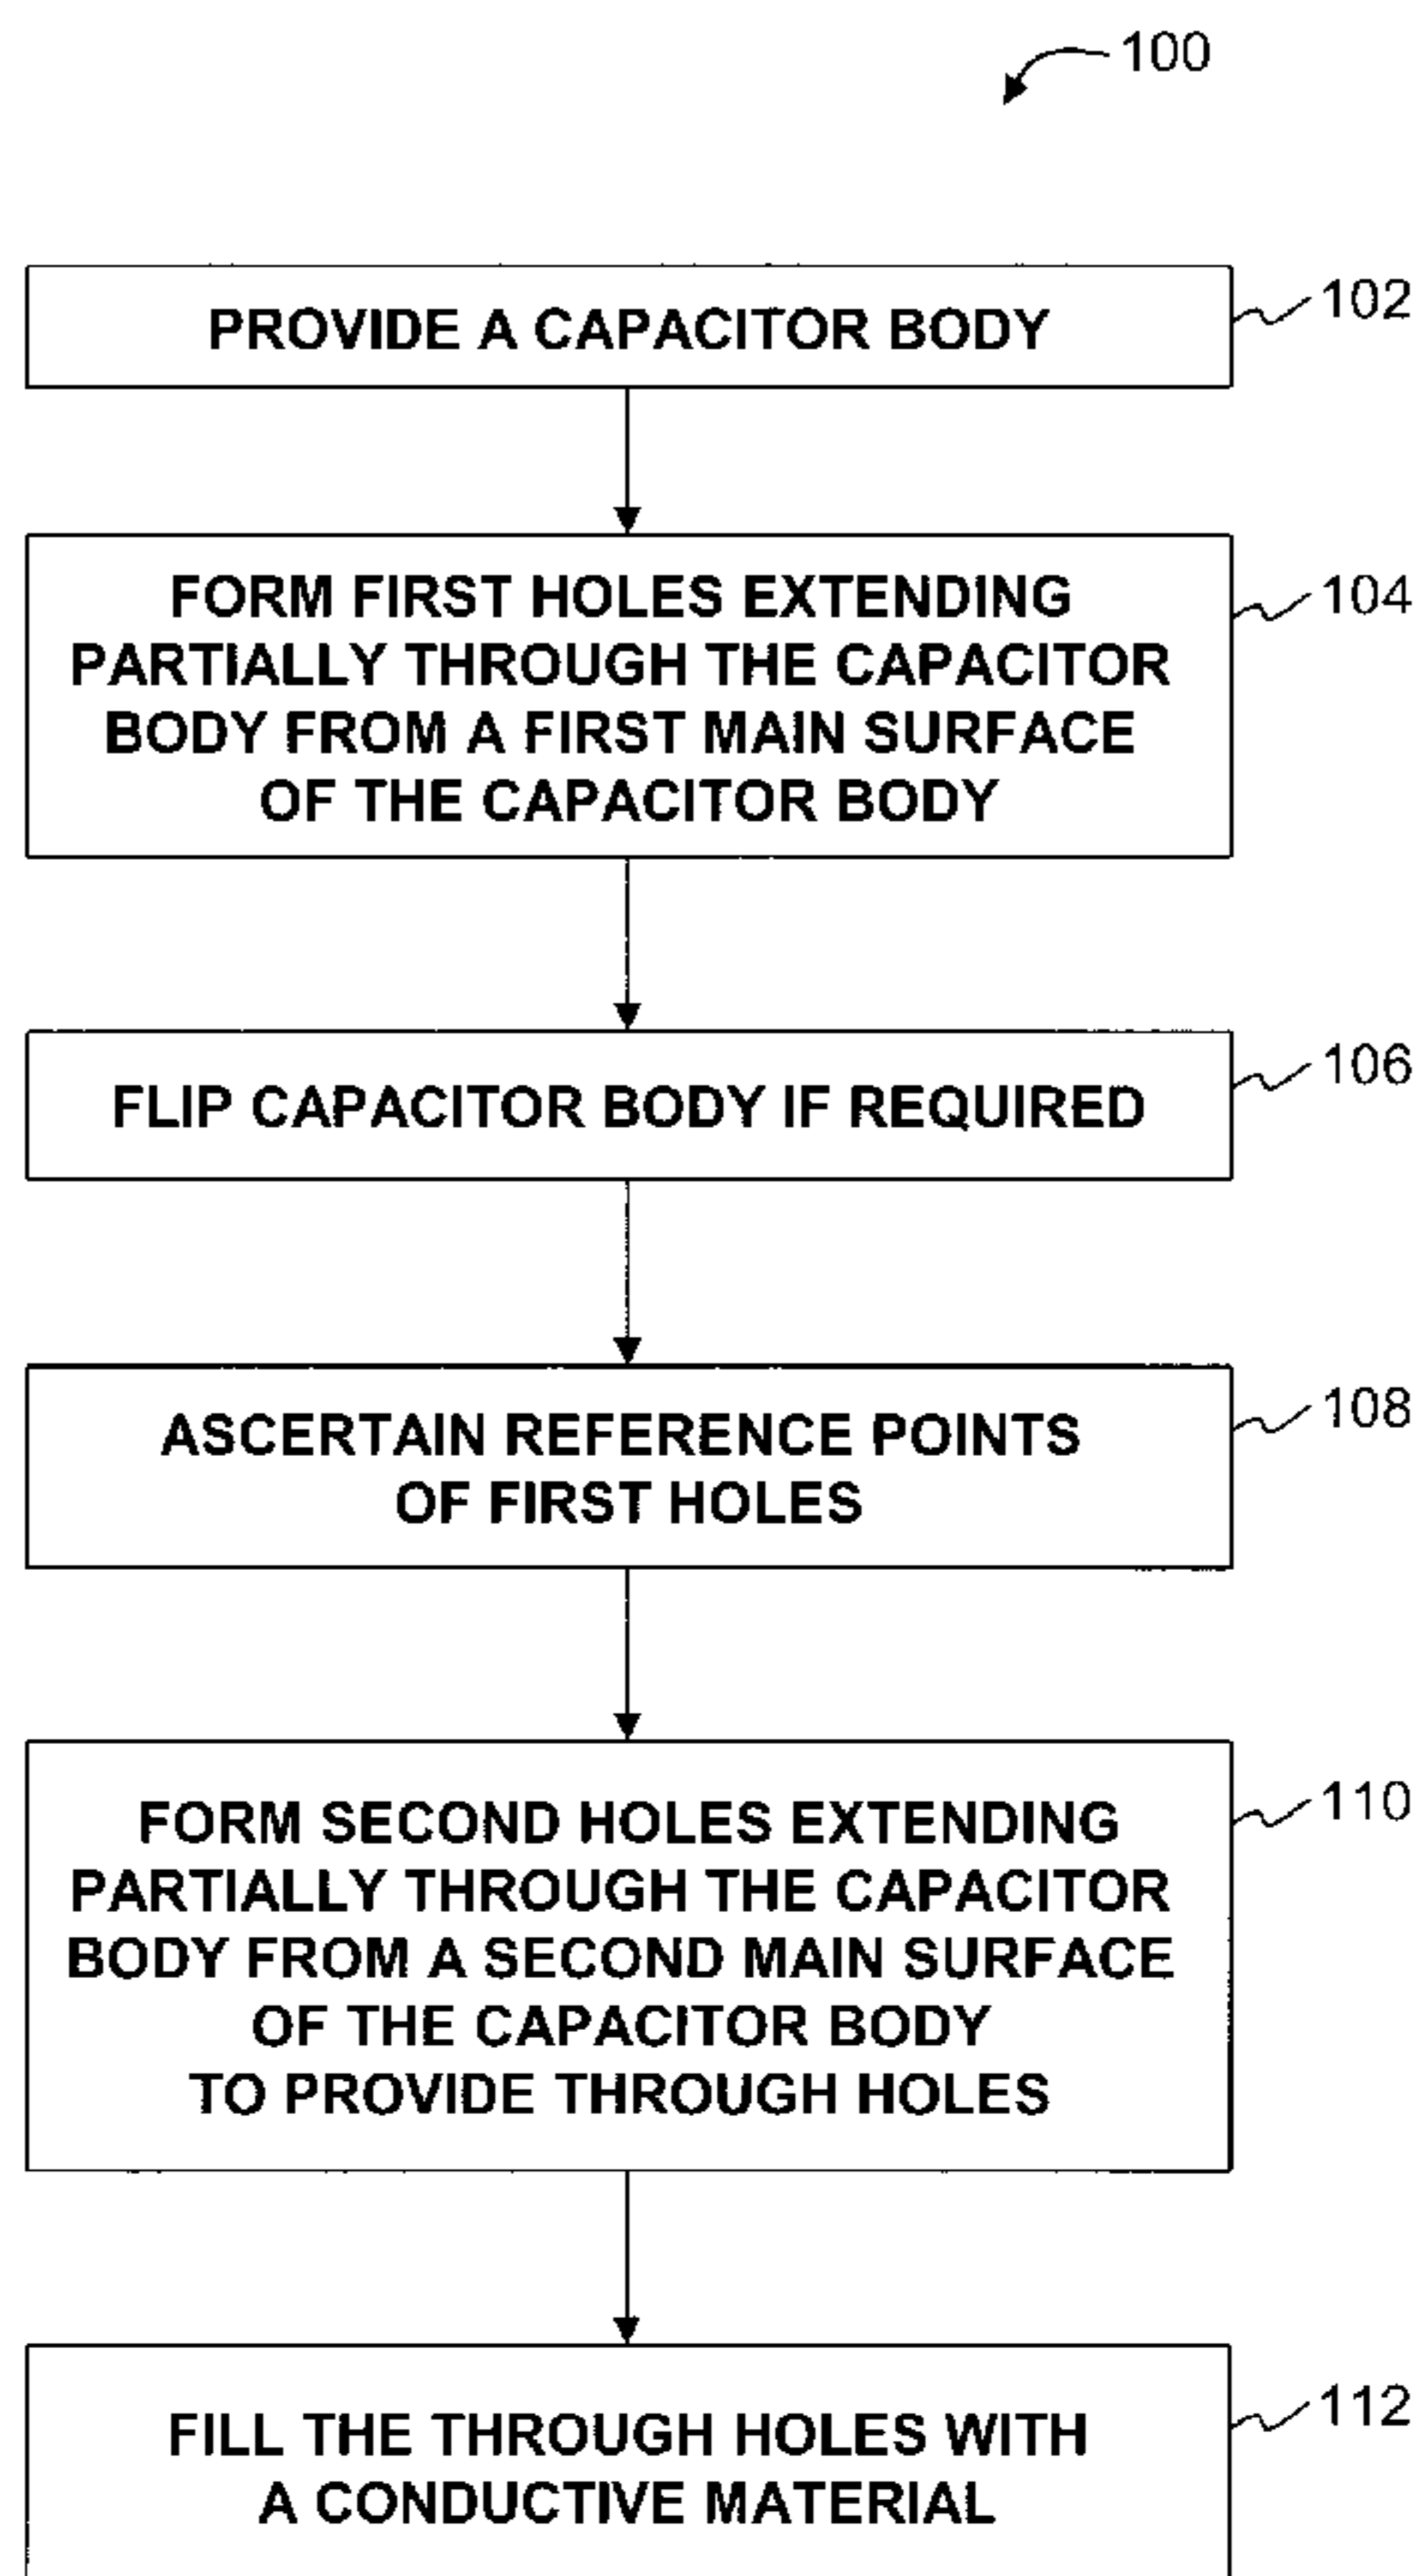 100
PROVIDE A CAPACITOR BODY
102
FORM FIRST HOLES EXTENDING
PARTIALLY THROUGH THE CAPACITOR
BODY FROM A FIRST MAIN SURFACE
OF THE CAPACITOR BODY
104
FLIP CAPACITOR BODY IF REQUIRED
106
ASCERTAIN REFERENCE POINTS
OF FIRST HOLES
108
FORM SECOND HOLES EXTENDING
PARTIALLY THROUGH THE CAPACITOR
BODY FROM A SECOND MAIN SURFACE
OF THE CAPACITOR BODY
TO PROVIDE THROUGH HOLES
110
FILL THE THROUGH HOLES WITH
A CONDUCTIVE MATERIAL
112